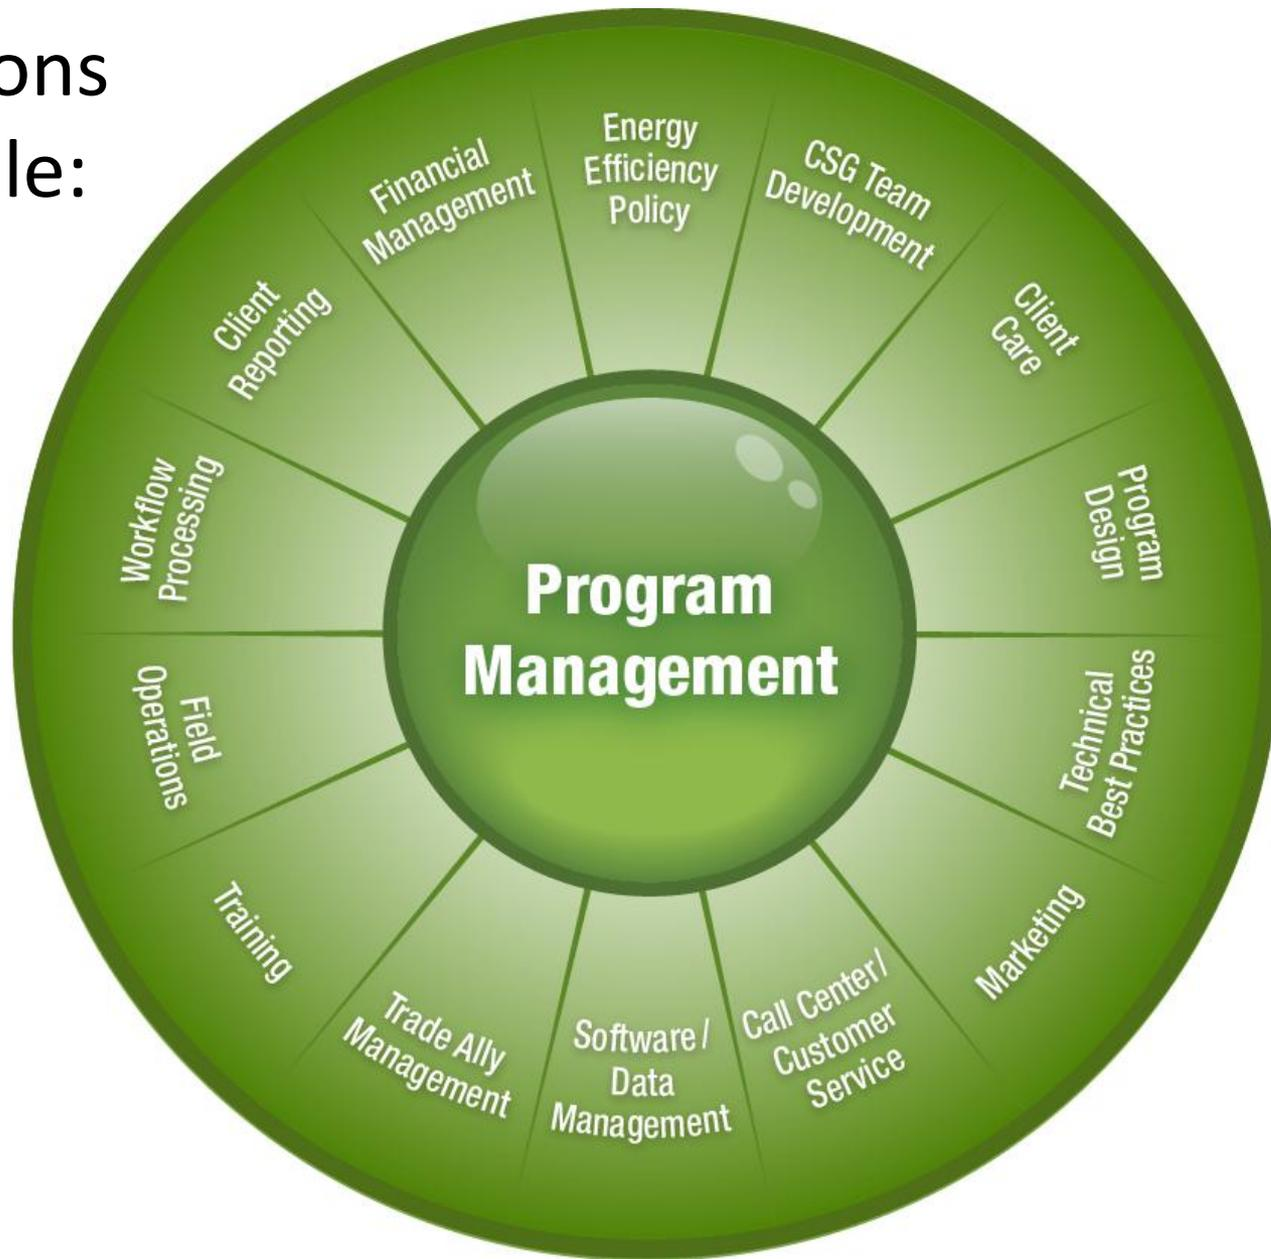 ons
le:
Energy
Efficiency
Policy
CSG Team
Development
Client
Care
Program
Design
Technical
Best Practices
Marketing
Call Center/
Customer
Service
Software/
Data
Management
Trade Ally
Management
Training
Field
Operations
Workflow
Processing
Client
Reporting
Financial
Management
Program
Management